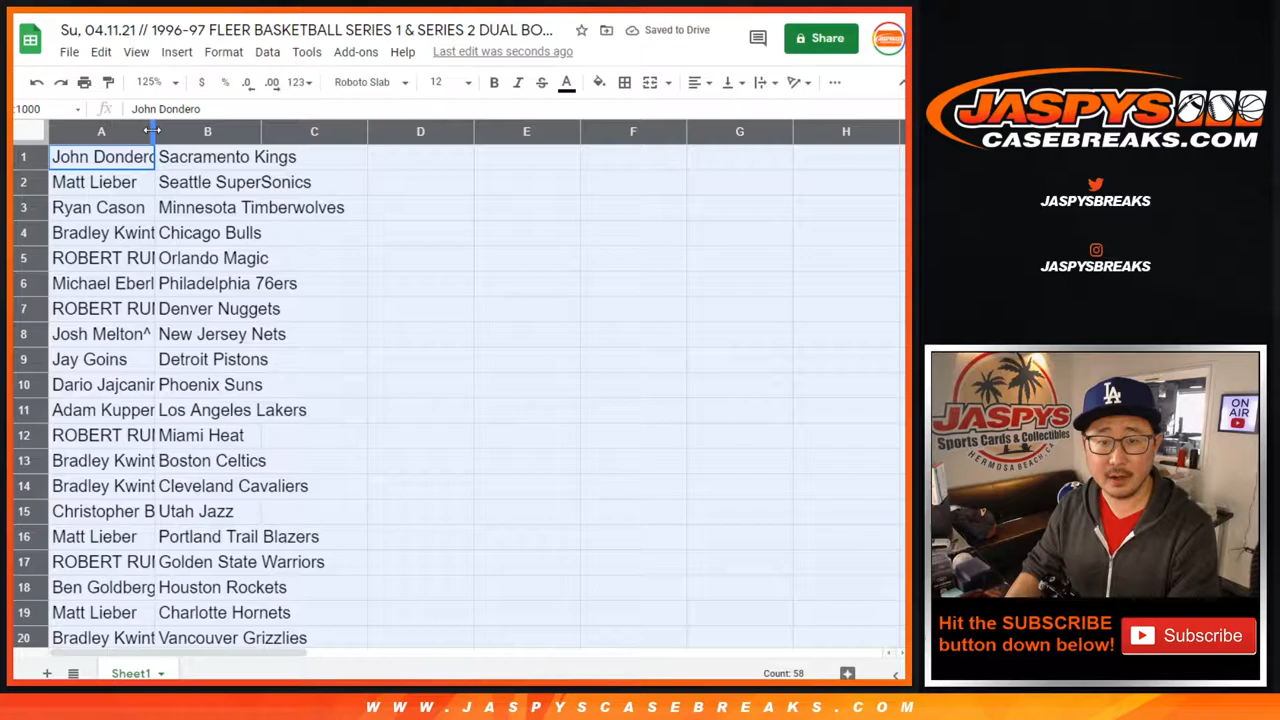 Su, 04.11.21 // 1996-97 FLEER BASKETBALL SERIES 1 & SERIES 2 DUAL BO...
Saved to Drive
Share
File Edit View Insert Format Data Tools Add-ons Help Last edit was seconds ago
125% $ % .0 .00 123 Roboto Slab 12 B I S A
:1000 fx John Dondero
A B C D E F G H
1 John Dondero Sacramento Kings
2 Matt Lieber Seattle SuperSonics
3 Ryan Cason Minnesota Timberwolves
4 Bradley Kwint Chicago Bulls
5 ROBERT RUI Orlando Magic
6 Michael Eberl Philadelphia 76ers
7 ROBERT RUI Denver Nuggets
8 Josh Melton^ New Jersey Nets
9 Jay Goins Detroit Pistons
10 Dario Jajcanin Phoenix Suns
11 Adam Kupper Los Angeles Lakers
12 ROBERT RUI Miami Heat
13 Bradley Kwint Boston Celtics
14 Bradley Kwint Cleveland Cavaliers
15 Christopher B Utah Jazz
16 Matt Lieber Portland Trail Blazers
17 ROBERT RUI Golden State Warriors
18 Ben Goldberg Houston Rockets
19 Matt Lieber Charlotte Hornets
20 Bradley Kwint Vancouver Grizzlies
Sheet1
Count: 58
JASPYS
CASEBREAKS.COM
JASPYSBREAKS
JASPYSBREAKS
JASPYS
Sports Cards & Collectibles
HERMOSA BEACH, CA
LA
ON
AIR
Hit the SUBSCRIBE
button down below!
Subscribe
WWW.JASPYSCASEBREAKS.COM